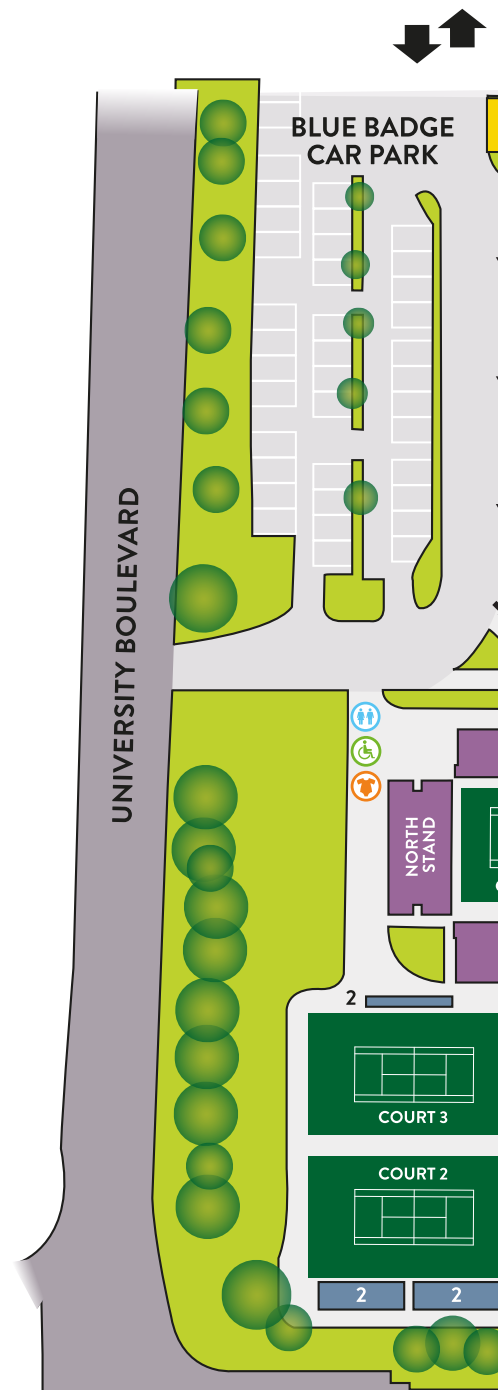 BLUE BADGE
CAR PARK
UNIVERSITY BOULEVARD
NORTH
STAND
2
COURT 3
COURT 2
2
2